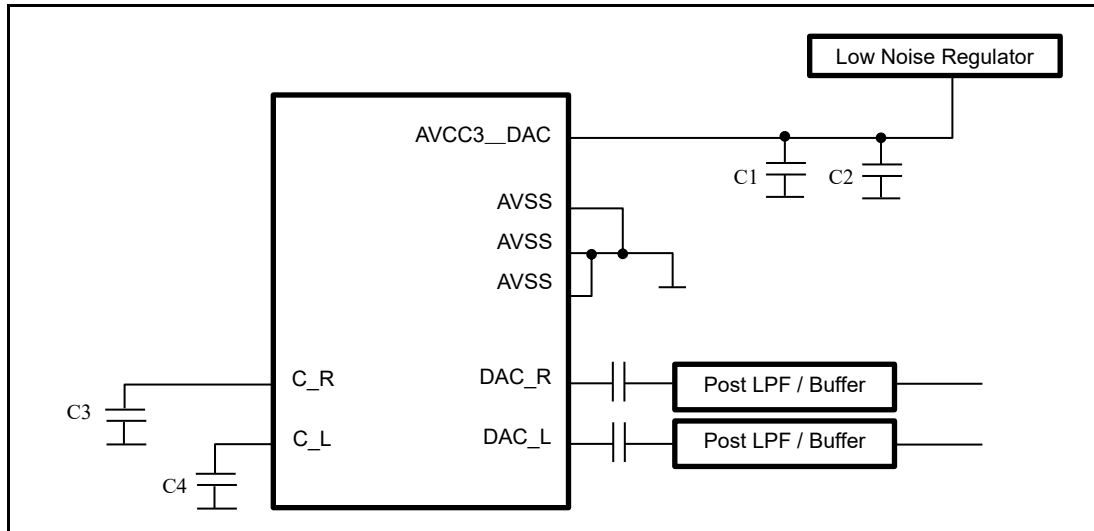 Low Noise Regulator
AVCC3__DAC
C1
C2
AVSS
AVSS
AVSS
C_R
DAC_R
Post LPF / Buffer
C3
C_L
DAC_L
Post LPF / Buffer
C4